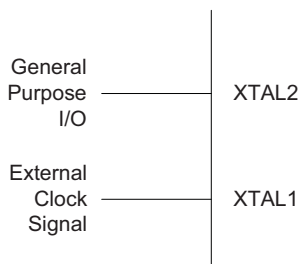 General
Purpose
I/O
XTAL2
External
Clock
Signal
XTAL1